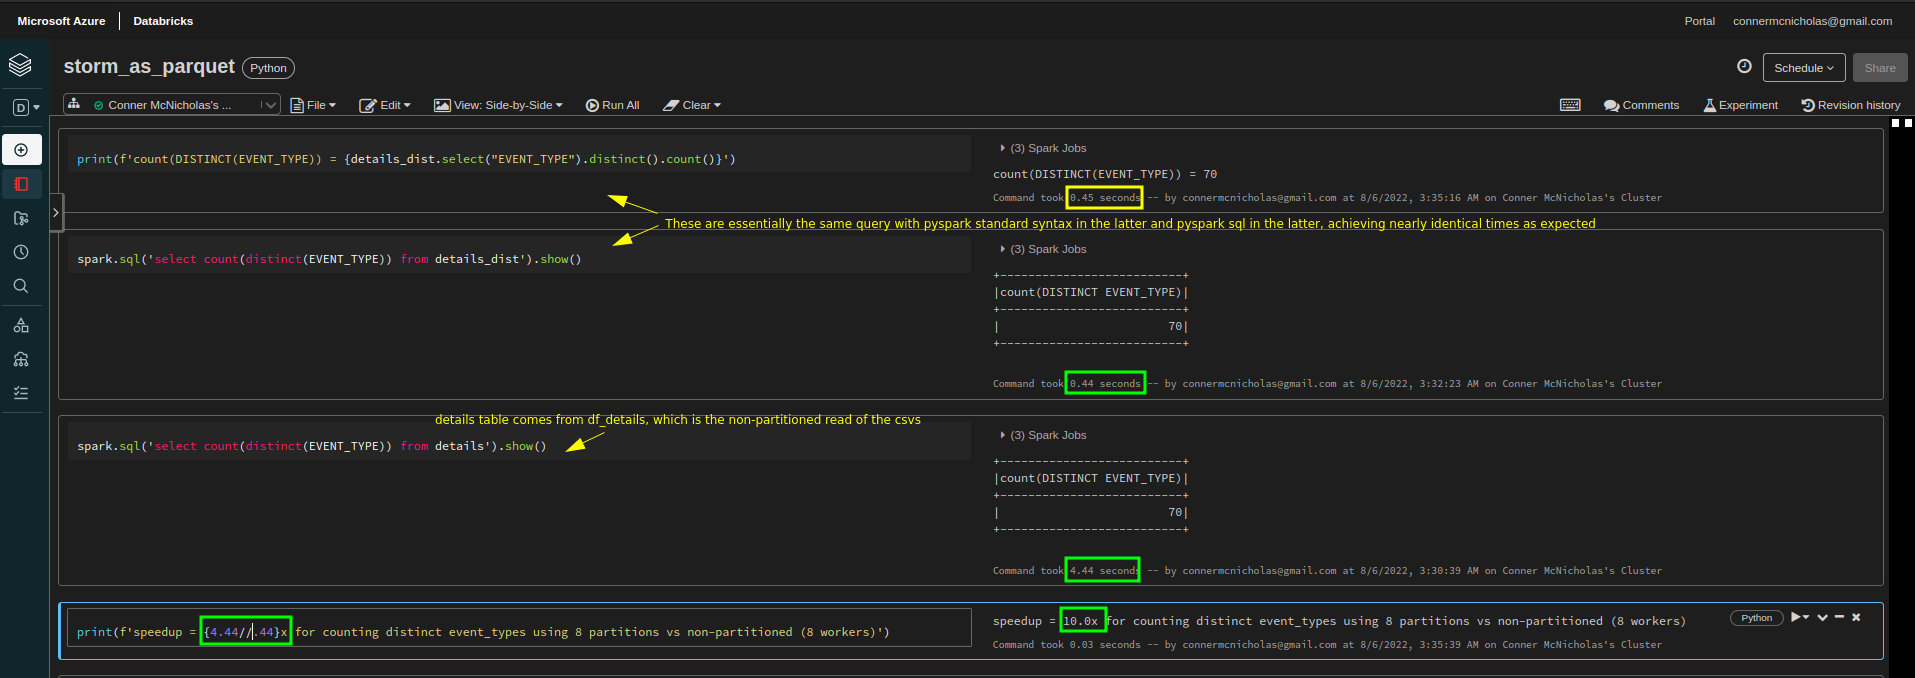 Microsoft Azure Databricks Portal connermcnicholas@gmail.com
storm_as_parquet Python Schedule Share
D
Conner McNicholas's ... File Edit View: Side-by-Side Run All Clear Comments Experiment Revision history
print(f'count(DISTINCT(EVENT_TYPE)) = {details_dist.select("EVENT_TYPE").distinct().count()}')
(3) Spark Jobs
count(DISTINCT(EVENT_TYPE)) = 70
Command took 0.45 seconds -- by connermcnicholas@gmail.com at 8/6/2022, 3:35:16 AM on Conner McNicholas's Cluster
These are essentially the same query with pyspark standard syntax in the latter and pyspark sql in the latter, achieving nearly identical times as expected
spark.sql('select count(distinct(EVENT_TYPE)) from details_dist').show()
(3) Spark Jobs
+--------------------------+
|count(DISTINCT EVENT_TYPE)|
+--------------------------+
|                        70|
+--------------------------+
Command took 0.44 seconds -- by connermcnicholas@gmail.com at 8/6/2022, 3:32:23 AM on Conner McNicholas's Cluster
details table comes from df_details, which is the non-partitioned read of the csvs
spark.sql('select count(distinct(EVENT_TYPE)) from details').show()
(3) Spark Jobs
+--------------------------+
|count(DISTINCT EVENT_TYPE)|
+--------------------------+
|                        70|
+--------------------------+
Command took 4.44 seconds -- by connermcnicholas@gmail.com at 8/6/2022, 3:30:39 AM on Conner McNicholas's Cluster
print(f'speedup = {4.44//.44}x for counting distinct event_types using 8 partitions vs non-partitioned (8 workers)')
speedup = 10.0x for counting distinct event_types using 8 partitions vs non-partitioned (8 workers)
Python
Command took 0.03 seconds -- by connermcnicholas@gmail.com at 8/6/2022, 3:35:39 AM on Conner McNicholas's Cluster